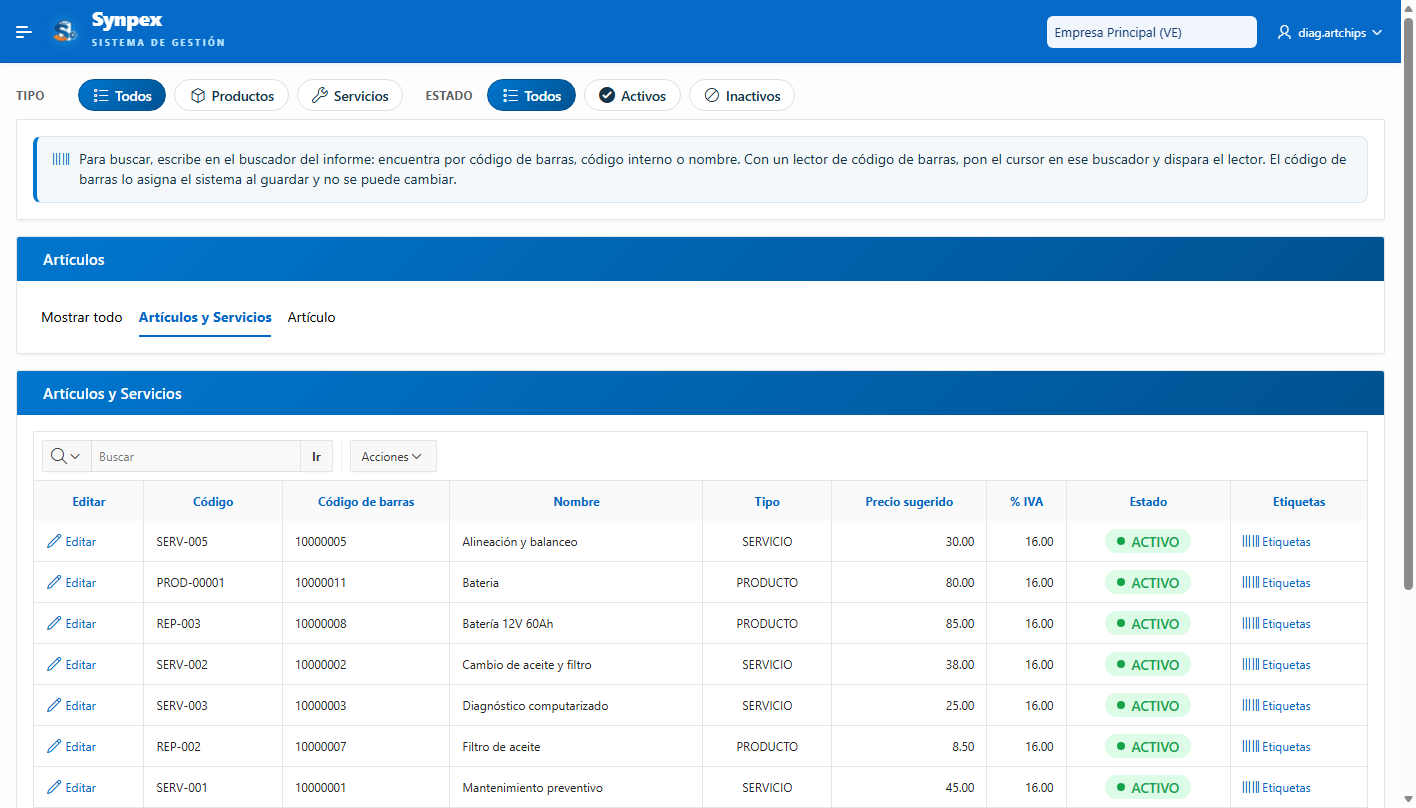 Synpex
SISTEMA DE GESTIÓN
Empresa Principal (VE)
diag.artchips
TIPO Todos Productos Servicios ESTADO Todos Activos Inactivos
Para buscar, escribe en el buscador del informe: encuentra por código de barras, código interno o nombre. Con un lector de código de barras, pon el cursor en ese buscador y dispara el lector. El código de
barras lo asigna el sistema al guardar y no se puede cambiar.
Artículos
Mostrar todo Artículos y Servicios Artículo
Artículos y Servicios
Buscar Ir Acciones
Editar Código Código de barras Nombre Tipo Precio sugerido % IVA Estado Etiquetas
Editar SERV-005 10000005 Alineación y balanceo SERVICIO 30.00 16.00 ACTIVO Etiquetas
Editar PROD-00001 10000011 Bateria PRODUCTO 80.00 16.00 ACTIVO Etiquetas
Editar REP-003 10000008 Batería 12V 60Ah PRODUCTO 85.00 16.00 ACTIVO Etiquetas
Editar SERV-002 10000002 Cambio de aceite y filtro SERVICIO 38.00 16.00 ACTIVO Etiquetas
Editar SERV-003 10000003 Diagnóstico computarizado SERVICIO 25.00 16.00 ACTIVO Etiquetas
Editar REP-002 10000007 Filtro de aceite PRODUCTO 8.50 16.00 ACTIVO Etiquetas
Editar SERV-001 10000001 Mantenimiento preventivo SERVICIO 45.00 16.00 ACTIVO Etiquetas